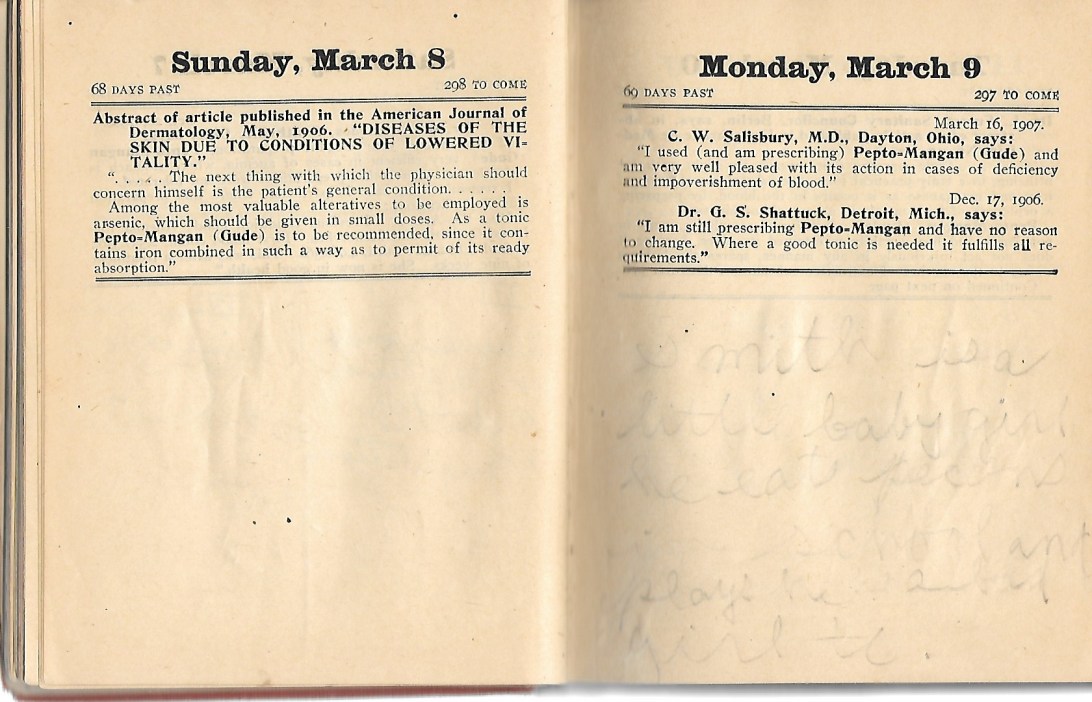 Sunday, March 8
68 DAYS PAST 298 TO COME
Abstract of article published in the American Journal of
Dermatology, May, 1906. "DISEASES OF THE
SKIN DUE TO CONDITIONS OF LOWERED VI-
TALITY."
". . . . . The next thing with which the physician should
concern himself is the patient's general condition. . . . . .
Among the most valuable alteratives to be employed is
arsenic, which should be given in small doses. As a tonic
Pepto-Mangan (Gude) is to be recommended, since it con-
tains iron combined in such a way as to permit of its ready
absorption."
Monday, March 9
69 DAYS PAST 297 TO COME
March 16, 1907.
C. W. Salisbury, M.D., Dayton, Ohio, says:
"I used (and am prescribing) Pepto-Mangan (Gude) and
am very well pleased with its action in cases of deficiency
and impoverishment of blood."
Dec. 17, 1906.
Dr. G. S. Shattuck, Detroit, Mich., says:
"I am still prescribing Pepto-Mangan and have no reason
to change. Where a good tonic is needed it fulfills all re-
quirements."
smith is a
little baby girl
he eat
school
plays he
girl